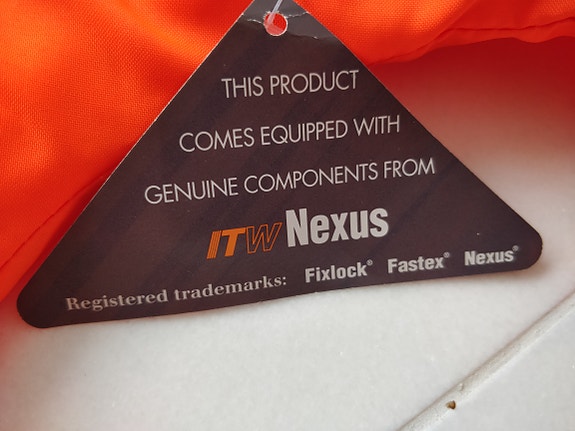 THIS PRODUCT
COMES EQUIPPED WITH
GENUINE COMPONENTS FROM
ITW Nexus
Registered trademarks: Fixlock® Fastex® Nexus®